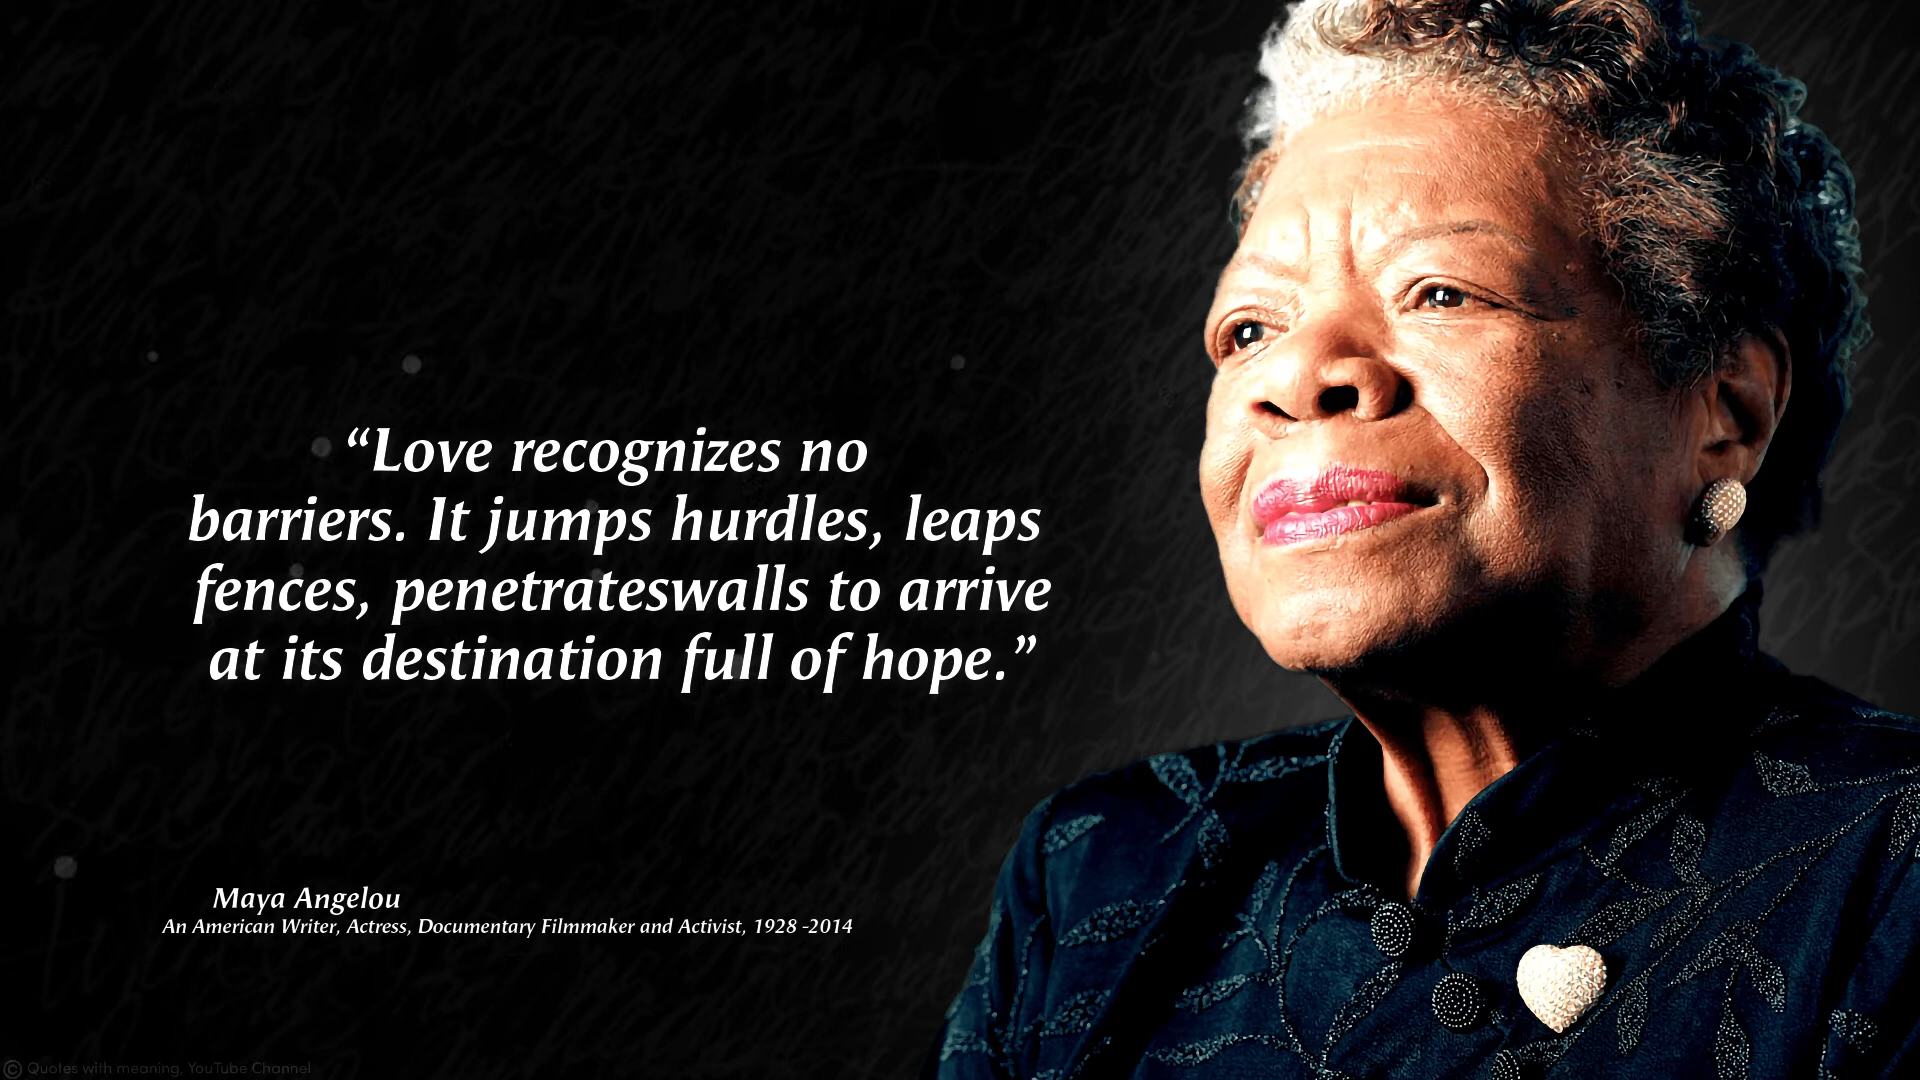 “Love recognizes no
barriers. It jumps hurdles, leaps
fences, penetrateswalls to arrive
at its destination full of hope.”
Maya Angelou
An American Writer, Actress, Documentary Filmmaker and Activist, 1928 -2014
© Quotes with meaning, YouTube Channel